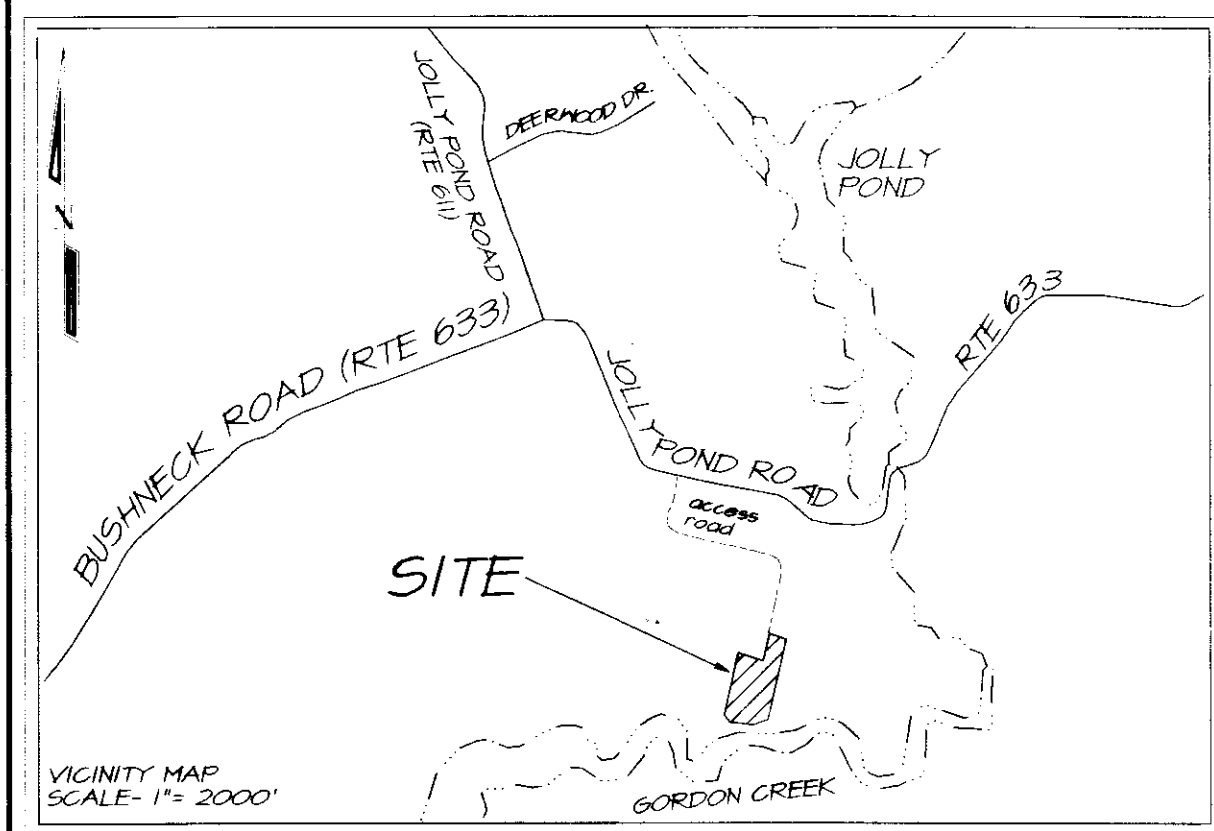 JOLLY POND ROAD
(RTE 611)
DEERWOOD DR.
JOLLY
POND
N
BUSHNECK ROAD (RTE 633)
RTE 633
JOLLY POND ROAD
access
road
SITE
VICINITY MAP
SCALE- 1"= 2000'
GORDON CREEK